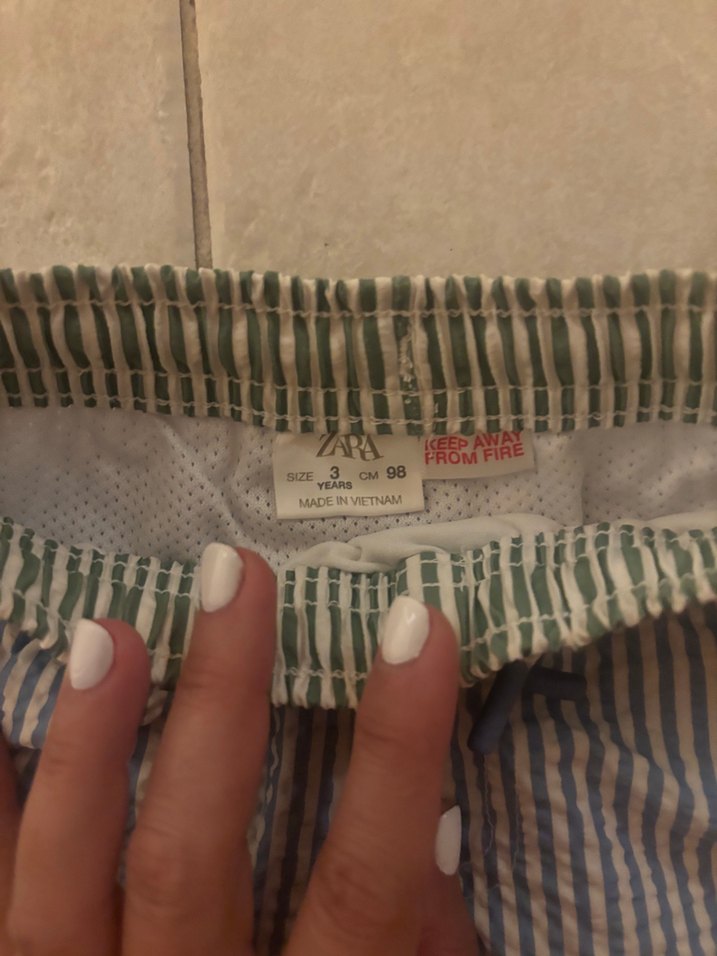 ZARA
SIZE 3 YEARS CM 98
MADE IN VIETNAM
KEEP AWAY
FROM FIRE